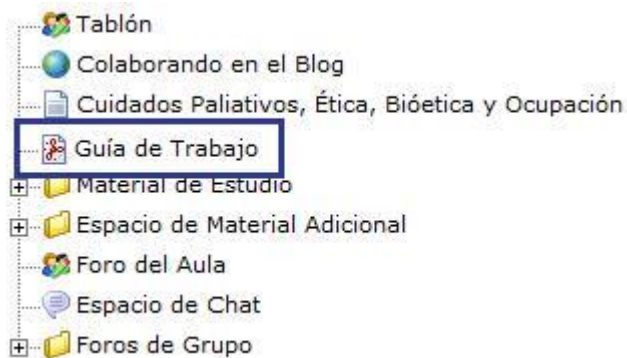 Tablón
Colaborando en el Blog
Cuidados Paliativos, Ética, Bióetica y Ocupación
Guía de Trabajo
Material de Estudio
Espacio de Material Adicional
Foro del Aula
Espacio de Chat
Foros de Grupo